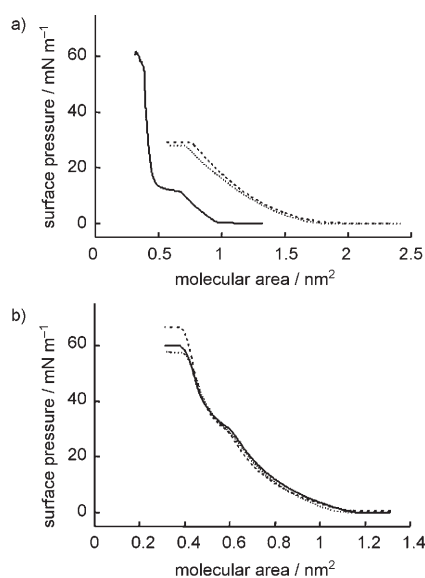 a)
60
40
20
0
surface pressure / mN m⁻¹
0 0.5 1 1.5 2 2.5
molecular area / nm²
b)
60
40
20
0
surface pressure / mN m⁻¹
0 0.2 0.4 0.6 0.8 1 1.2 1.4
molecular area / nm²